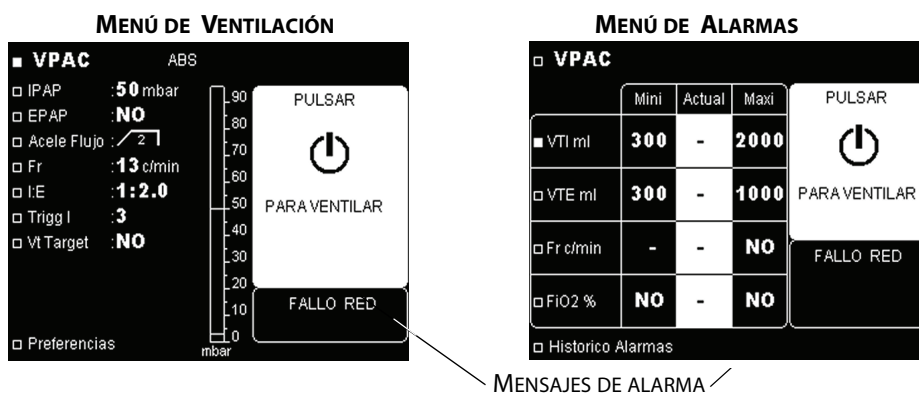 MENÚ DE VENTILACIÓN
VPAC ABS
IPAP :50 mbar
EPAP :NO
Acele Flujo : 2
Fr :13 c/min
I:E :1:2.0
Trigg I :3
Vt Target :NO
Preferencias
90
80
70
60
50
40
30
20
10
0
mbar
PULSAR
PARA VENTILAR
FALLO RED
MENÚ DE ALARMAS
VPAC
Mini Actual Maxi
VTI ml 300 - 2000
VTE ml 300 - 1000
Fr c/min - - NO
FiO2 % NO - NO
Historico Alarmas
PULSAR
PARA VENTILAR
FALLO RED
MENSAJES DE ALARMA